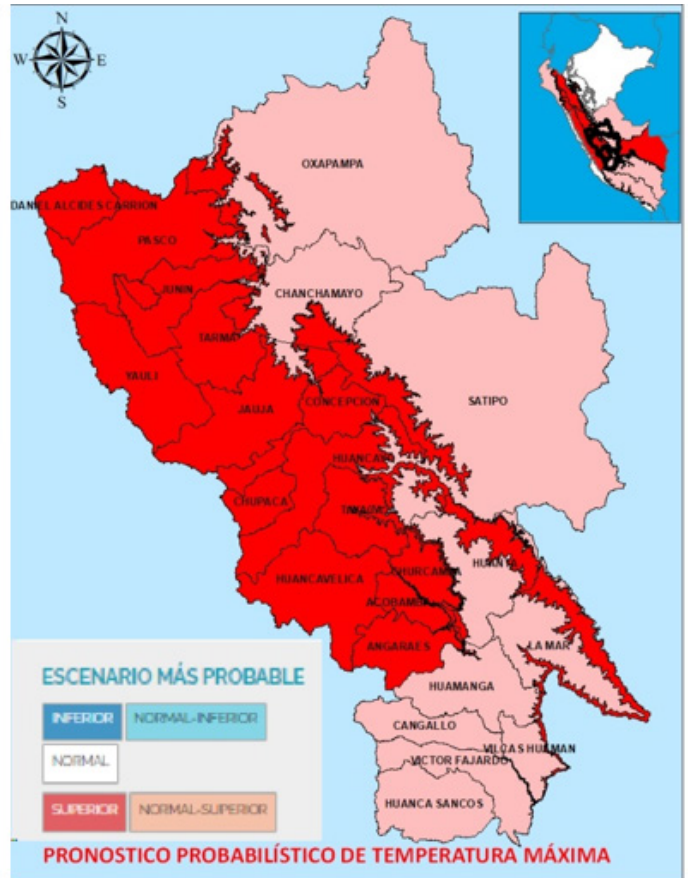 N
W E
S
OXAPAMPA
DANIEL ALCIDES CARRION
PASCO
CHANCHAMAYO
JUNIN
TARMA
YAULI
SATIPO
JAUJA
CONCEPCION
HUANCAYO
CHUPACA
HUANTA
HUANCAVELICA
CHURCAMPA
ACOBAMBA
ANGARAES
LA MAR
HUAMANGA
CANGALLO
VILCAS HUAMAN
VICTOR FAJARDO
HUANCA SANCOS
ESCENARIO MÁS PROBABLE
INFERIOR NORMAL-INFERIOR
NORMAL
SUPERIOR NORMAL-SUPERIOR
PRONOSTICO PROBABILÍSTICO DE TEMPERATURA MÁXIMA